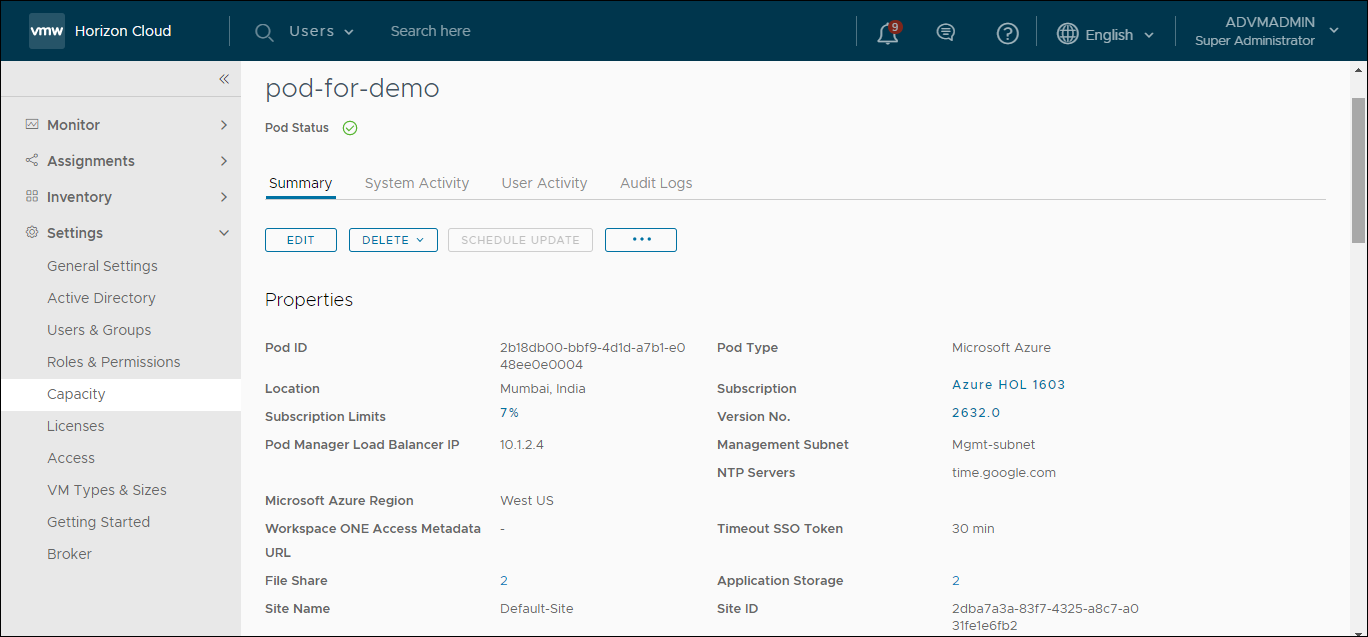 vmw Horizon Cloud Users Search here 9 English ADVMADMIN
Super Administrator
«
Monitor
Assignments
Inventory
Settings
General Settings
Active Directory
Users & Groups
Roles & Permissions
Capacity
Licenses
Access
VM Types & Sizes
Getting Started
Broker
pod-for-demo
Pod Status
Summary System Activity User Activity Audit Logs
EDIT DELETE SCHEDULE UPDATE •••
Properties
Pod ID 2b18db00-bbf9-4d1d-a7b1-e0 Pod Type Microsoft Azure
48ee0e0004
Location Mumbai, India Subscription Azure HOL 1603
Subscription Limits 7% Version No. 2632.0
Pod Manager Load Balancer IP 10.1.2.4 Management Subnet Mgmt-subnet
NTP Servers time.google.com
Microsoft Azure Region West US
Workspace ONE Access Metadata - Timeout SSO Token 30 min
URL
File Share 2 Application Storage 2
Site Name Default-Site Site ID 2dba7a3a-83f7-4325-a8c7-a0
31fe1e6fb2